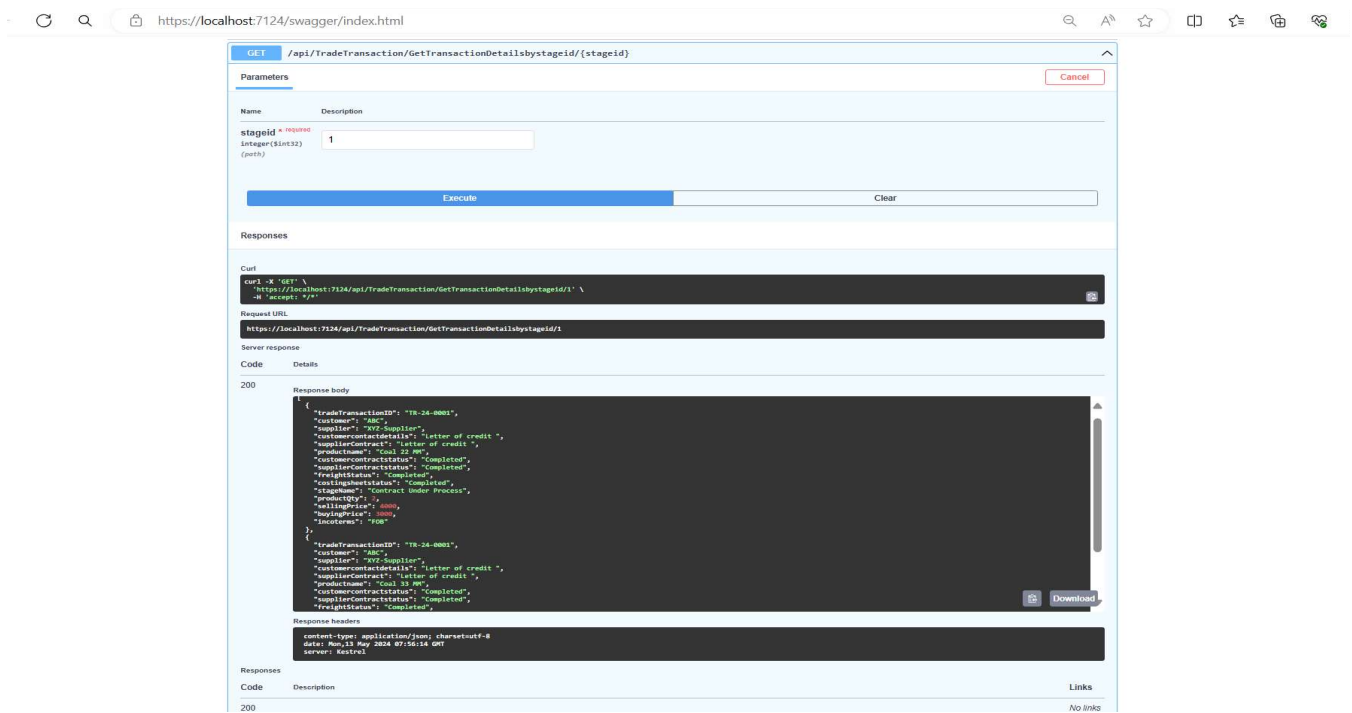 https://localhost:7124/swagger/index.html
GET /api/TradeTransaction/GetTransactionDetailsbystageid/{stageid}
Parameters Cancel
Name Description
stageid * required
integer($int32)
(path)
1
Execute Clear
Responses
Curl
curl -X 'GET' \
'https://localhost:7124/api/TradeTransaction/GetTransactionDetailsbystageid/1' \
-H 'accept: */*'
Request URL
https://localhost:7124/api/TradeTransaction/GetTransactionDetailsbystageid/1
Server response
Code Details
200
Response body
[
{
"tradeTransactionID": "TR-24-0001",
"customer": "ABC",
"supplier": "XYZ-Supplier",
"customercontactdetails": "Letter of credit ",
"supplierContract": "Letter of credit ",
"productname": "Coal 22 MM",
"customercontractstatus": "Completed",
"supplierContractstatus": "Completed",
"freightStatus": "Completed",
"costingsheetstatus": "Completed",
"stageName": "Contract Under Process",
"productQty": 2,
"sellingPrice": 4000,
"buyingPrice": 3000,
"incoterms": "FOB"
},
{
"tradeTransactionID": "TR-24-0001",
"customer": "ABC",
"supplier": "XYZ-Supplier",
"customercontactdetails": "Letter of credit ",
"supplierContract": "Letter of credit ",
"productname": "Coal 33 MM",
"customercontractstatus": "Completed",
"supplierContractstatus": "Completed",
"freightStatus": "Completed",
Download
Response headers
content-type: application/json; charset=utf-8
date: Mon,13 May 2024 07:56:14 GMT
server: Kestrel
Responses
Code Description Links
200 No links